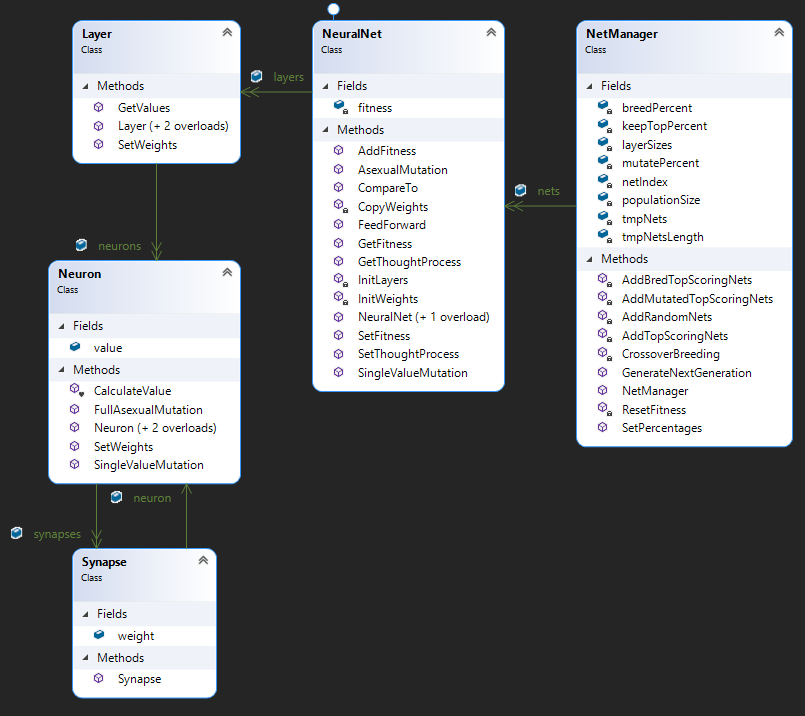 Layer
Class
Methods
GetValues
Layer (+ 2 overloads)
SetWeights
layers
NeuralNet
Class
Fields
fitness
Methods
AddFitness
AsexualMutation
CompareTo
CopyWeights
FeedForward
GetFitness
GetThoughtProcess
InitLayers
InitWeights
NeuralNet (+ 1 overload)
SetFitness
SetThoughtProcess
SingleValueMutation
nets
NetManager
Class
Fields
breedPercent
keepTopPercent
layerSizes
mutatePercent
netIndex
populationSize
tmpNets
tmpNetsLength
Methods
AddBredTopScoringNets
AddMutatedTopScoringNets
AddRandomNets
AddTopScoringNets
CrossoverBreeding
GenerateNextGeneration
NetManager
ResetFitness
SetPercentages
neurons
Neuron
Class
Fields
value
Methods
CalculateValue
FullAsexualMutation
Neuron (+ 2 overloads)
SetWeights
SingleValueMutation
neuron
synapses
Synapse
Class
Fields
weight
Methods
Synapse